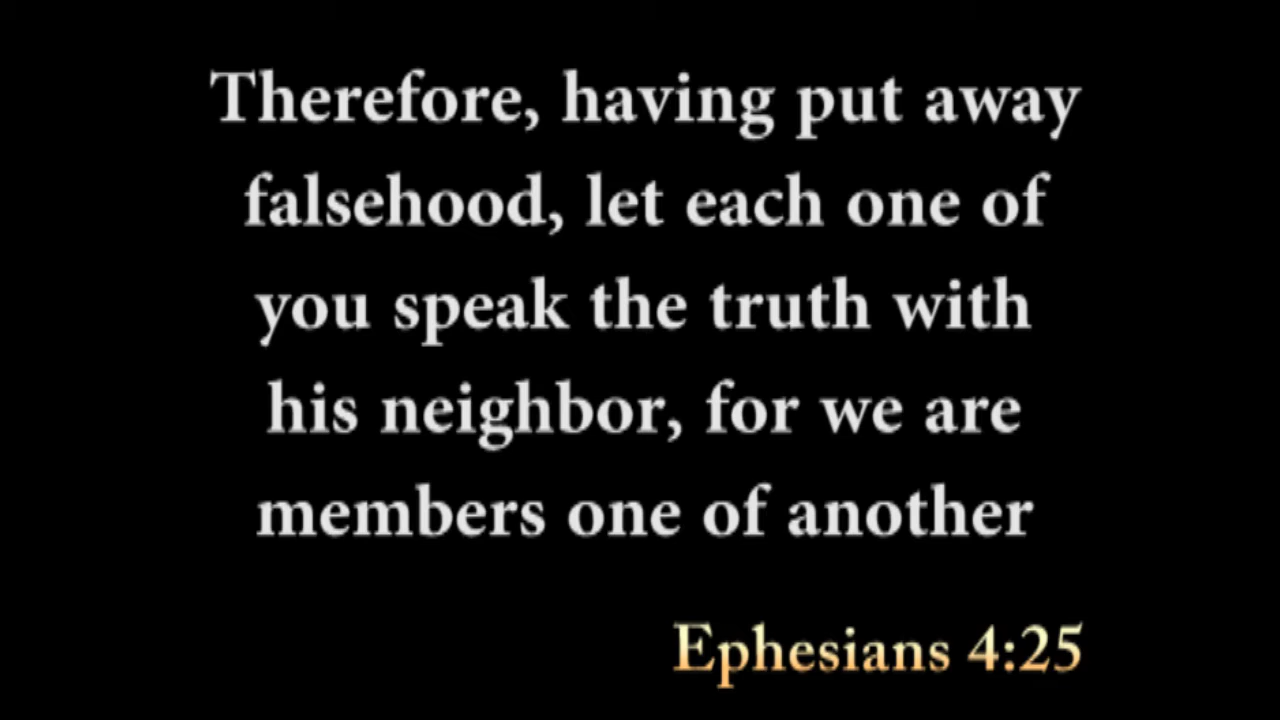 Therefore, having put away
falsehood, let each one of
you speak the truth with
his neighbor, for we are
members one of another
Ephesians 4:25